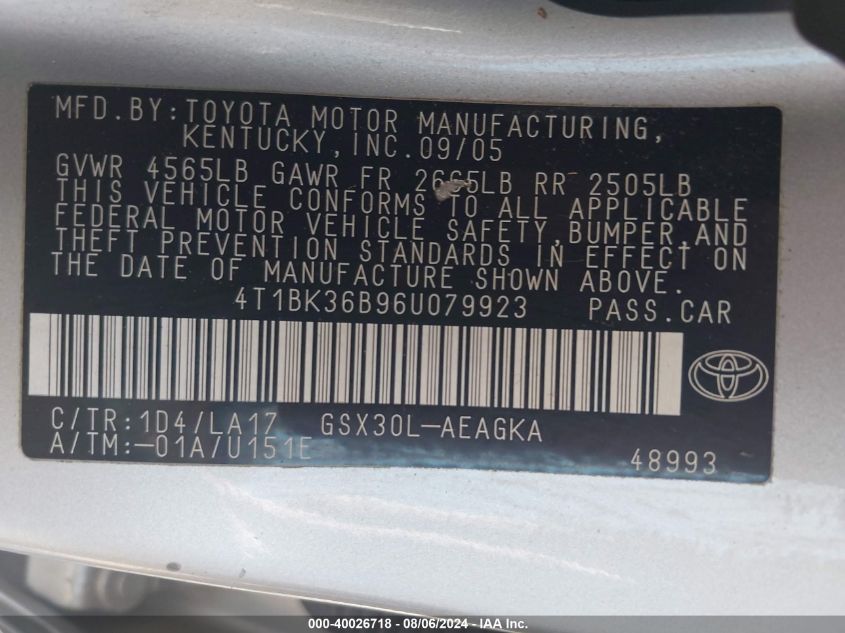 MFD.BY:TOYOTA MOTOR MANUFACTURING,
KENTUCKY,INC.09/05
GVWR 4565LB GAWR FR 2665LB RR 2505LB
THIS VEHICLE CONFORMS TO ALL APPLICABLE
FEDERAL MOTOR VEHICLE SAFETY,BUMPER,AND
THEFT PREVENTION STANDARDS IN EFFECT ON
THE DATE OF MANUFACTURE SHOWN ABOVE.
4T1BK36B96U079923 PASS.CAR
C/TR:1D4/LA17 GSX30L-AEAGKA
A/TM:-01A/U151E 48993
000-40026718 - 08/06/2024 - IAA Inc.